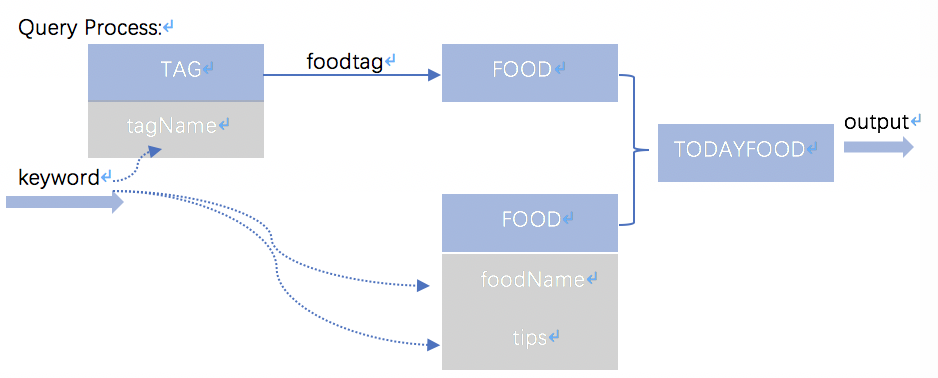 Query Process:
TAG
foodtag
FOOD
tagName
output
TODAYFOOD
keyword
FOOD
foodName
tips